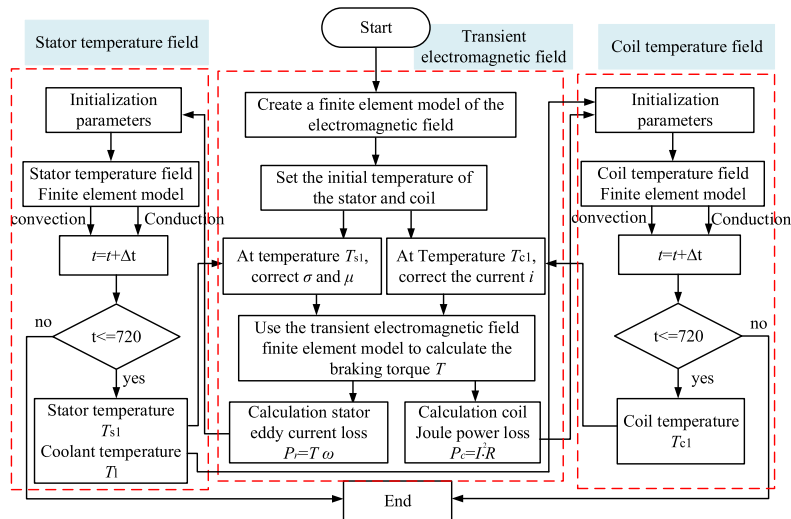 Start
Stator temperature field
Transient
electromagnetic field
Coil temperature field
Initialization
parameters
Stator temperature field
Finite element model
convection
Conduction
t=t+Δt
t<=720
no
yes
Stator temperature
Ts1
Coolant temperature
Tl
Create a finite element model of the
electromagnetic field
Set the initial temperature of
the stator and coil
At temperature Ts1,
correct σ and μ
At Temperature Tc1,
correct the current i
Use the transient electromagnetic field
finite element model to calculate the
braking torque T
Calculation stator
eddy current loss
Pr=T ω
Calculation coil
Joule power loss
Pc=I²R
Initialization
parameters
Coil temperature field
Finite element model
convection
Conduction
t=t+Δt
t<=720
no
yes
Coil temperature
Tc1
End